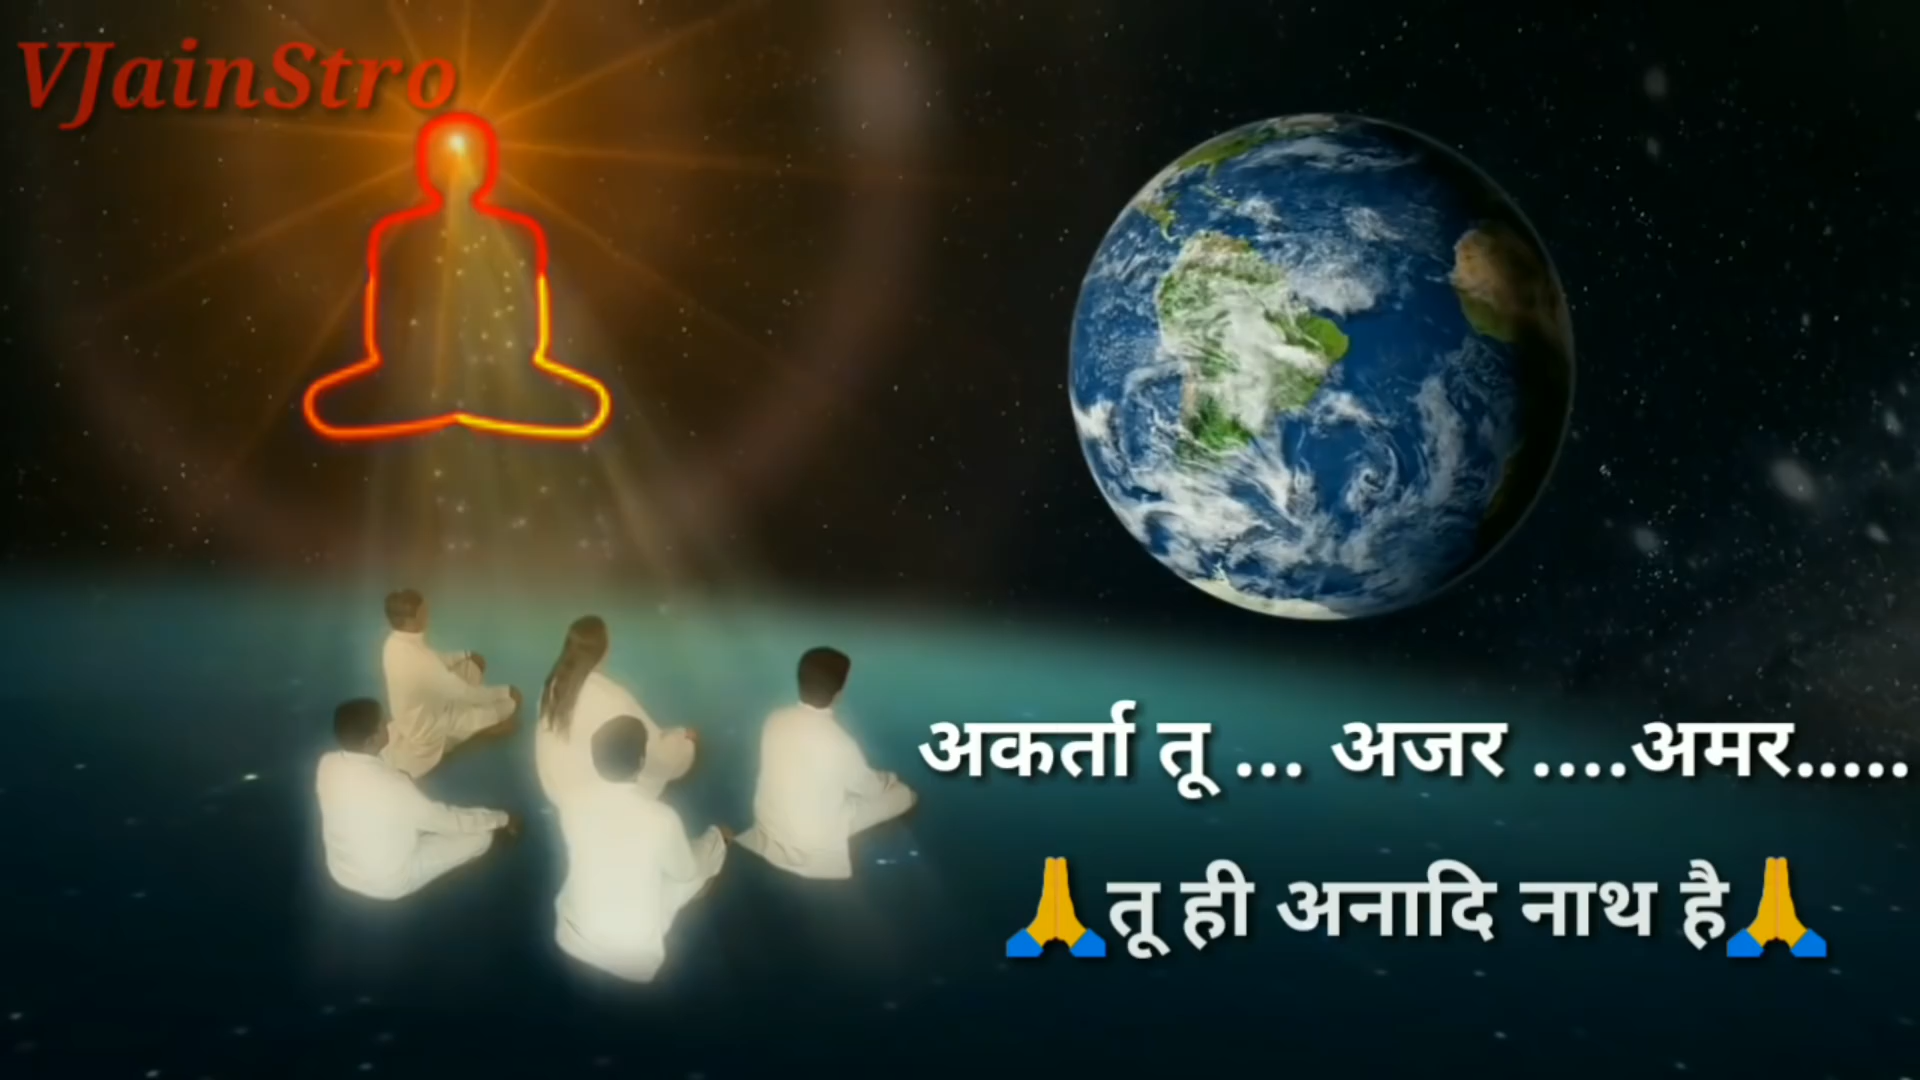 VJainStro
अकर्ता तू ... अजर ....अमर.....
🙏तू ही अनादि नाथ है🙏